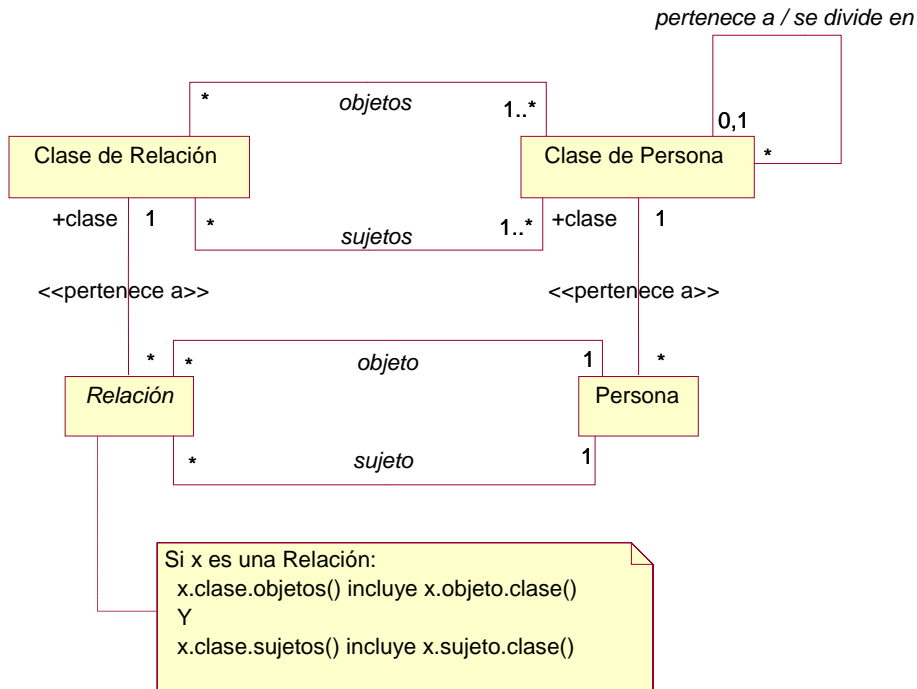 pertenece a / se divide en
* objetos 1..*
0,1
Clase de Relación
Clase de Persona
*
+clase 1 * sujetos 1..* +clase 1
<<pertenece a>>
<<pertenece a>>
* * objeto 1 *
Relación
Persona
* sujeto 1
Si x es una Relación:
x.clase.objetos() incluye x.objeto.clase()
Y
x.clase.sujetos() incluye x.sujeto.clase()